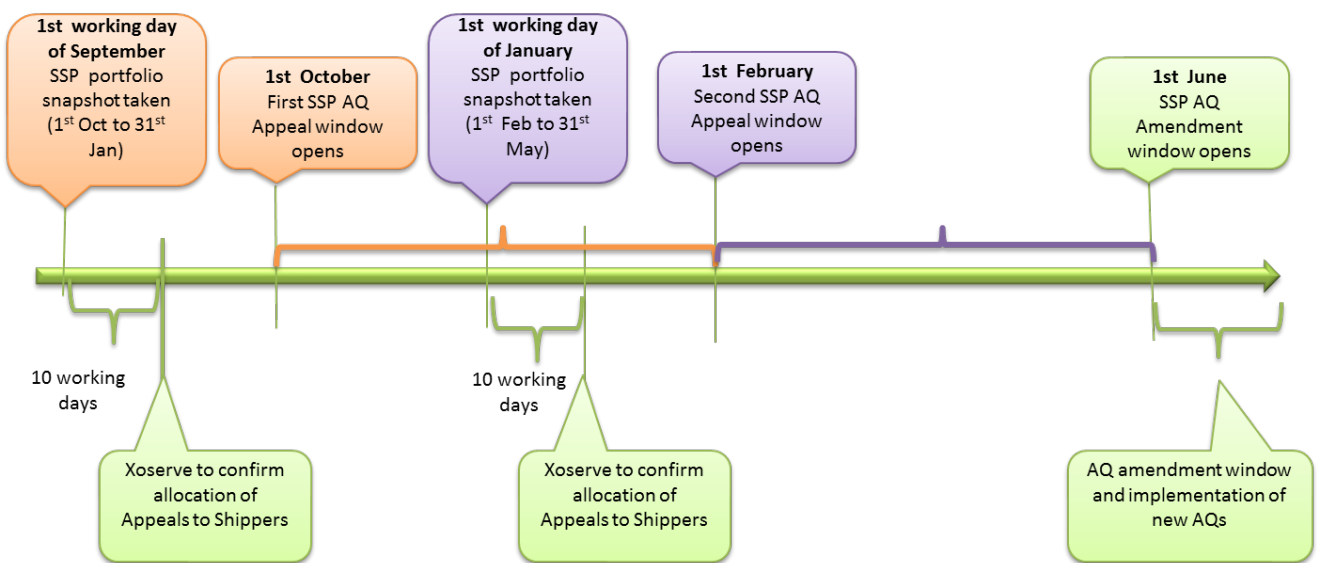 1st working day
of September
SSP portfolio
snapshot taken
(1st Oct to 31st
Jan)
1st October
First SSP AQ
Appeal window
opens
1st working day
of January
SSP portfolio
snapshot taken
(1st Feb to 31st
May)
1st February
Second SSP AQ
Appeal window
opens
1st June
SSP AQ
Amendment
window opens
10 working
days
10 working
days
Xoserve to confirm
allocation of
Appeals to Shippers
Xoserve to confirm
allocation of
Appeals to Shippers
AQ amendment window
and implementation of
new AQs